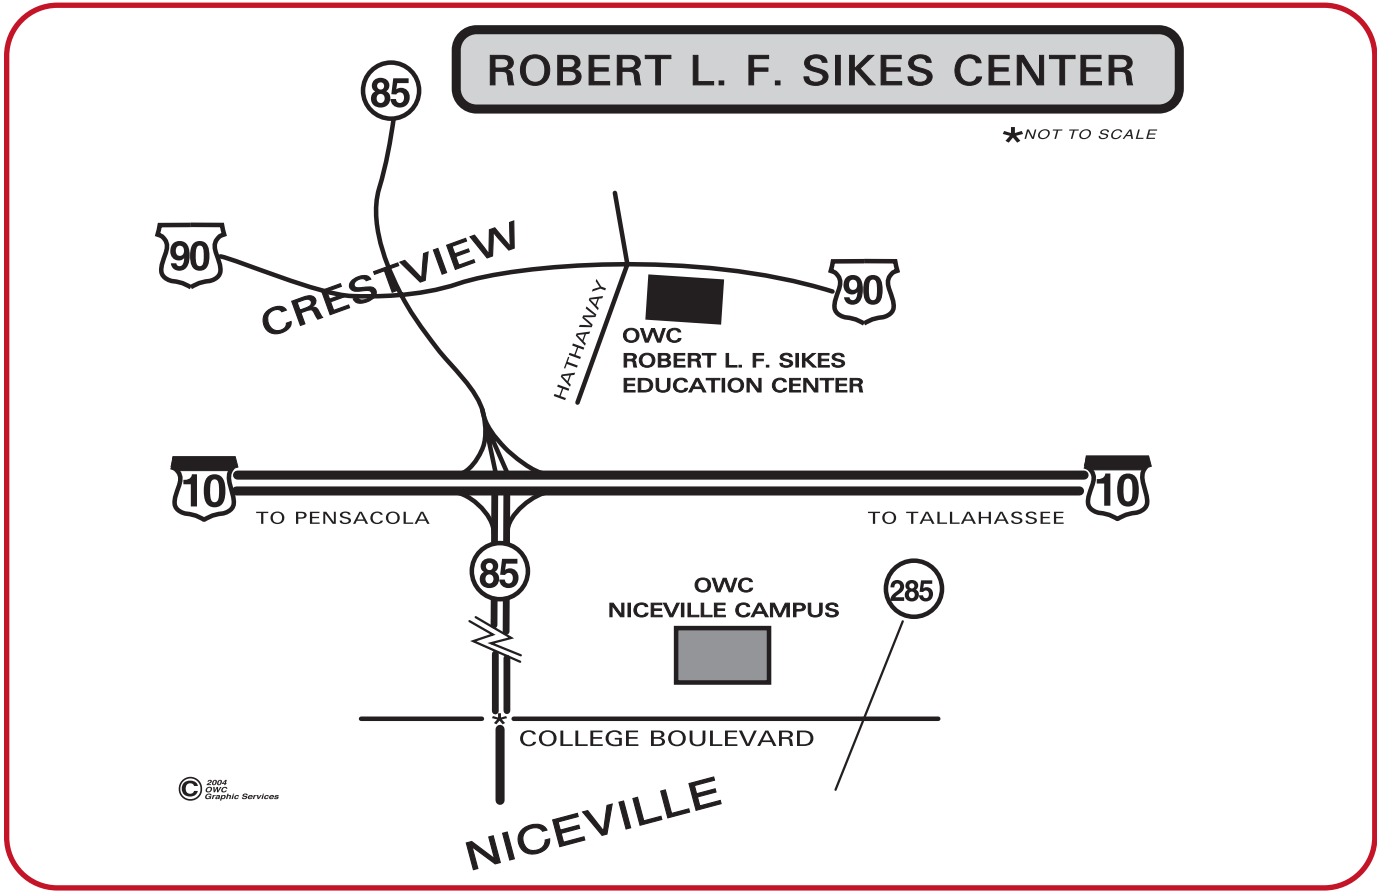 ROBERT L. F. SIKES CENTER
85
*NOT TO SCALE
90
CRESTVIEW
90
HATHAWAY
OWC
ROBERT L. F. SIKES
EDUCATION CENTER
10
10
TO PENSACOLA
TO TALLAHASSEE
85
OWC
NICEVILLE CAMPUS
285
*
COLLEGE BOULEVARD
© 2004
OWC
Graphic Services
NICEVILLE